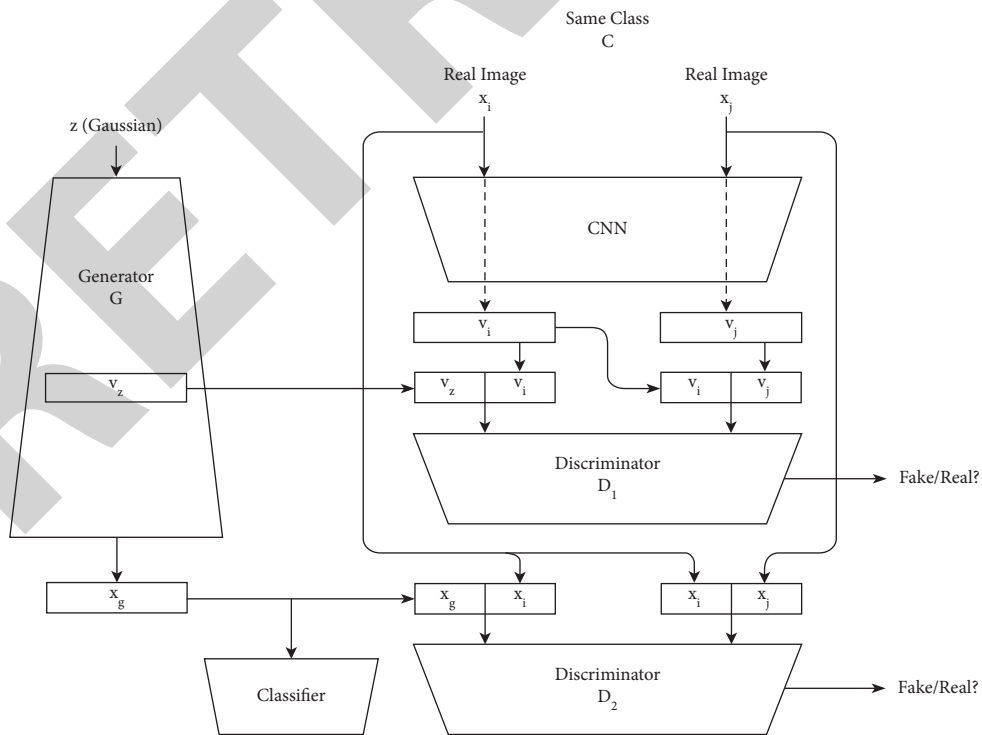 Same Class
C
Real Image
x_i
Real Image
x_j
z (Gaussian)
CNN
Generator
G
v_i
v_j
v_z
v_z v_i
v_i v_j
Discriminator
D_1
Fake/Real?
x_g
x_g x_i
x_i x_j
Classifier
Discriminator
D_2
Fake/Real?
RETR